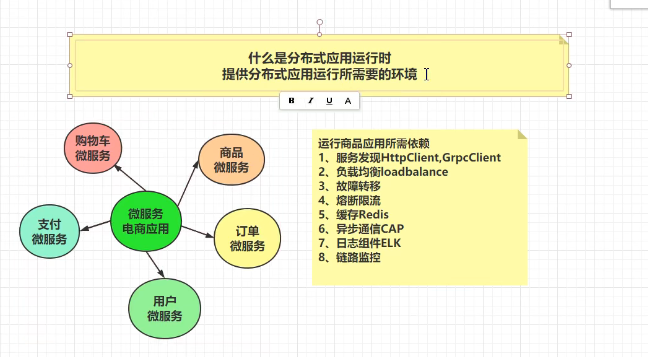 什么是分布式应用运行时
提供分布式应用运行所需要的环境
B I U A
购物车
微服务
商品
微服务
支付
微服务
微服务
电商应用
订单
微服务
用户
微服务
运行商品应用所需依赖
1、服务发现HttpClient,GrpcClient
2、负载均衡loadbalance
3、故障转移
4、熔断限流
5、缓存Redis
6、异步通信CAP
7、日志组件ELK
8、链路监控